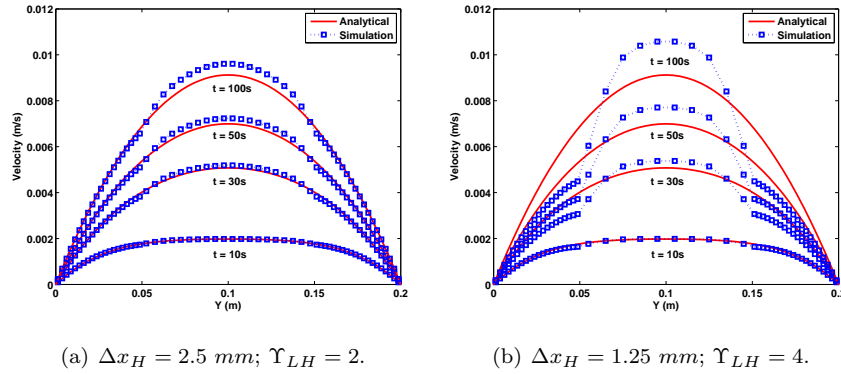 0.012
0.01
0.008
0.006
0.004
0.002
0
Velocity (m/s)
Analytical
Simulation
t = 100s
t = 50s
t = 30s
t = 10s
0 0.05 0.1 0.15 0.2
Y (m)
(a) Δx_H = 2.5 mm; Υ_LH = 2.
0.012
0.01
0.008
0.006
0.004
0.002
0
Velocity (m/s)
Analytical
Simulation
t = 100s
t = 50s
t = 30s
t = 10s
0 0.05 0.1 0.15 0.2
Y (m)
(b) Δx_H = 1.25 mm; Υ_LH = 4.